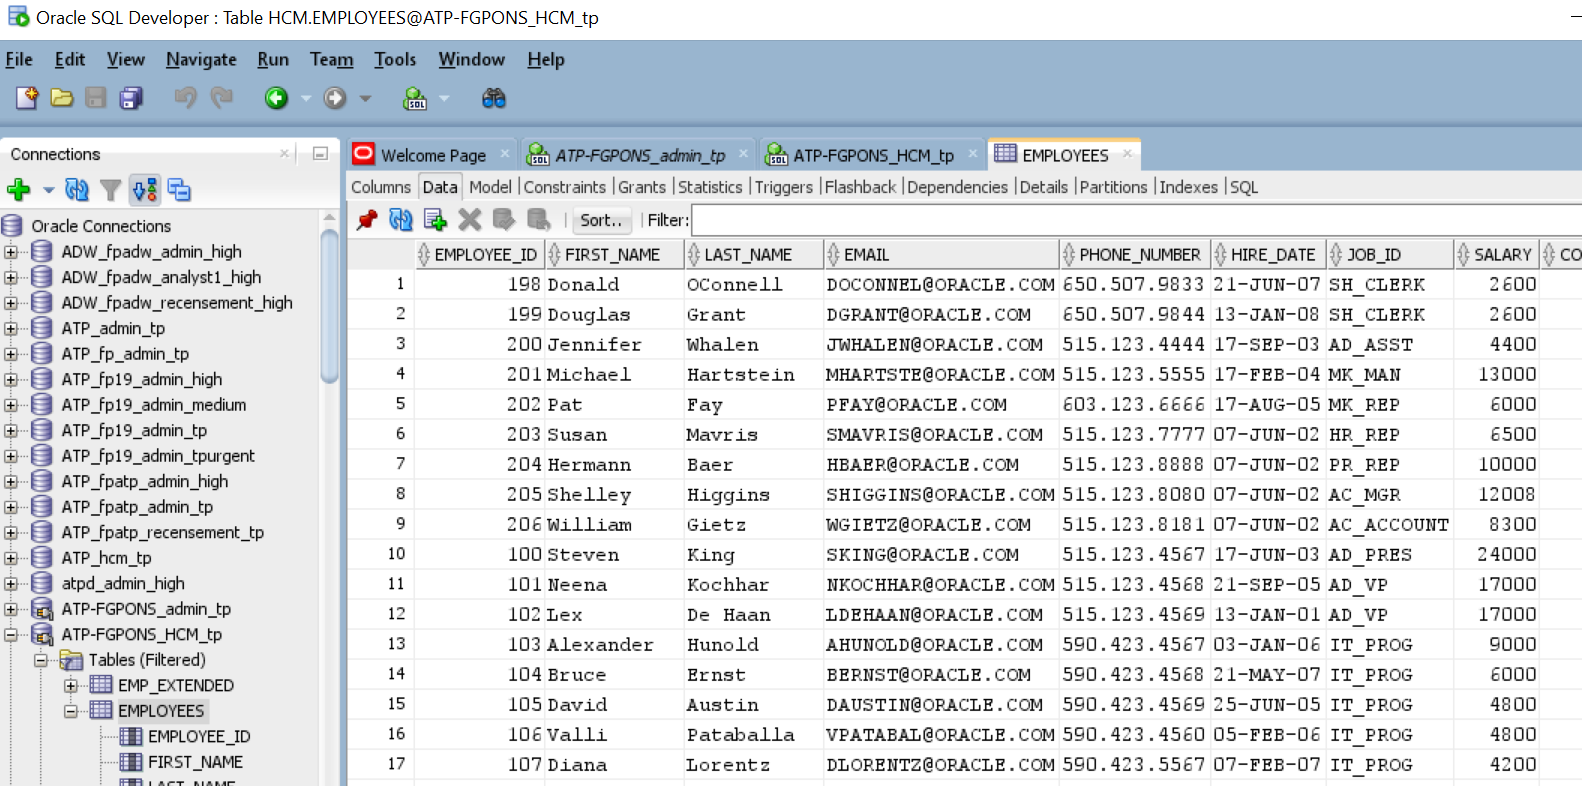 Oracle SQL Developer : Table HCM.EMPLOYEES@ATP-FGPONS_HCM_tp
File Edit View Navigate Run Team Tools Window Help
Connections
Oracle Connections
ADW_fpadw_admin_high
ADW_fpadw_analyst1_high
ADW_fpadw_recensement_high
ATP_admin_tp
ATP_fp_admin_tp
ATP_fp19_admin_high
ATP_fp19_admin_medium
ATP_fp19_admin_tp
ATP_fp19_admin_tpurgent
ATP_fpatp_admin_high
ATP_fpatp_admin_tp
ATP_fpatp_recensement_tp
ATP_hcm_tp
atpd_admin_high
ATP-FGPONS_admin_tp
ATP-FGPONS_HCM_tp
Tables (Filtered)
EMP_EXTENDED
EMPLOYEES
EMPLOYEE_ID
FIRST_NAME
LAST_NAME
Welcome Page ATP-FGPONS_admin_tp ATP-FGPONS_HCM_tp EMPLOYEES
Columns Data Model Constraints Grants Statistics Triggers Flashback Dependencies Details Partitions Indexes SQL
Sort.. Filter:
EMPLOYEE_ID FIRST_NAME LAST_NAME EMAIL PHONE_NUMBER HIRE_DATE JOB_ID SALARY CO
1 198 Donald OConnell DOCONNEL@ORACLE.COM 650.507.9833 21-JUN-07 SH_CLERK 2600
2 199 Douglas Grant DGRANT@ORACLE.COM 650.507.9844 13-JAN-08 SH_CLERK 2600
3 200 Jennifer Whalen JWHALEN@ORACLE.COM 515.123.4444 17-SEP-03 AD_ASST 4400
4 201 Michael Hartstein MHARTSTE@ORACLE.COM 515.123.5555 17-FEB-04 MK_MAN 13000
5 202 Pat Fay PFAY@ORACLE.COM 603.123.6666 17-AUG-05 MK_REP 6000
6 203 Susan Mavris SMAVRIS@ORACLE.COM 515.123.7777 07-JUN-02 HR_REP 6500
7 204 Hermann Baer HBAER@ORACLE.COM 515.123.8888 07-JUN-02 PR_REP 10000
8 205 Shelley Higgins SHIGGINS@ORACLE.COM 515.123.8080 07-JUN-02 AC_MGR 12008
9 206 William Gietz WGIETZ@ORACLE.COM 515.123.8181 07-JUN-02 AC_ACCOUNT 8300
10 100 Steven King SKING@ORACLE.COM 515.123.4567 17-JUN-03 AD_PRES 24000
11 101 Neena Kochhar NKOCHHAR@ORACLE.COM 515.123.4568 21-SEP-05 AD_VP 17000
12 102 Lex De Haan LDEHAAN@ORACLE.COM 515.123.4569 13-JAN-01 AD_VP 17000
13 103 Alexander Hunold AHUNOLD@ORACLE.COM 590.423.4567 03-JAN-06 IT_PROG 9000
14 104 Bruce Ernst BERNST@ORACLE.COM 590.423.4568 21-MAY-07 IT_PROG 6000
15 105 David Austin DAUSTIN@ORACLE.COM 590.423.4569 25-JUN-05 IT_PROG 4800
16 106 Valli Pataballa VPATABAL@ORACLE.COM 590.423.4560 05-FEB-06 IT_PROG 4800
17 107 Diana Lorentz DLORENTZ@ORACLE.COM 590.423.5567 07-FEB-07 IT_PROG 4200